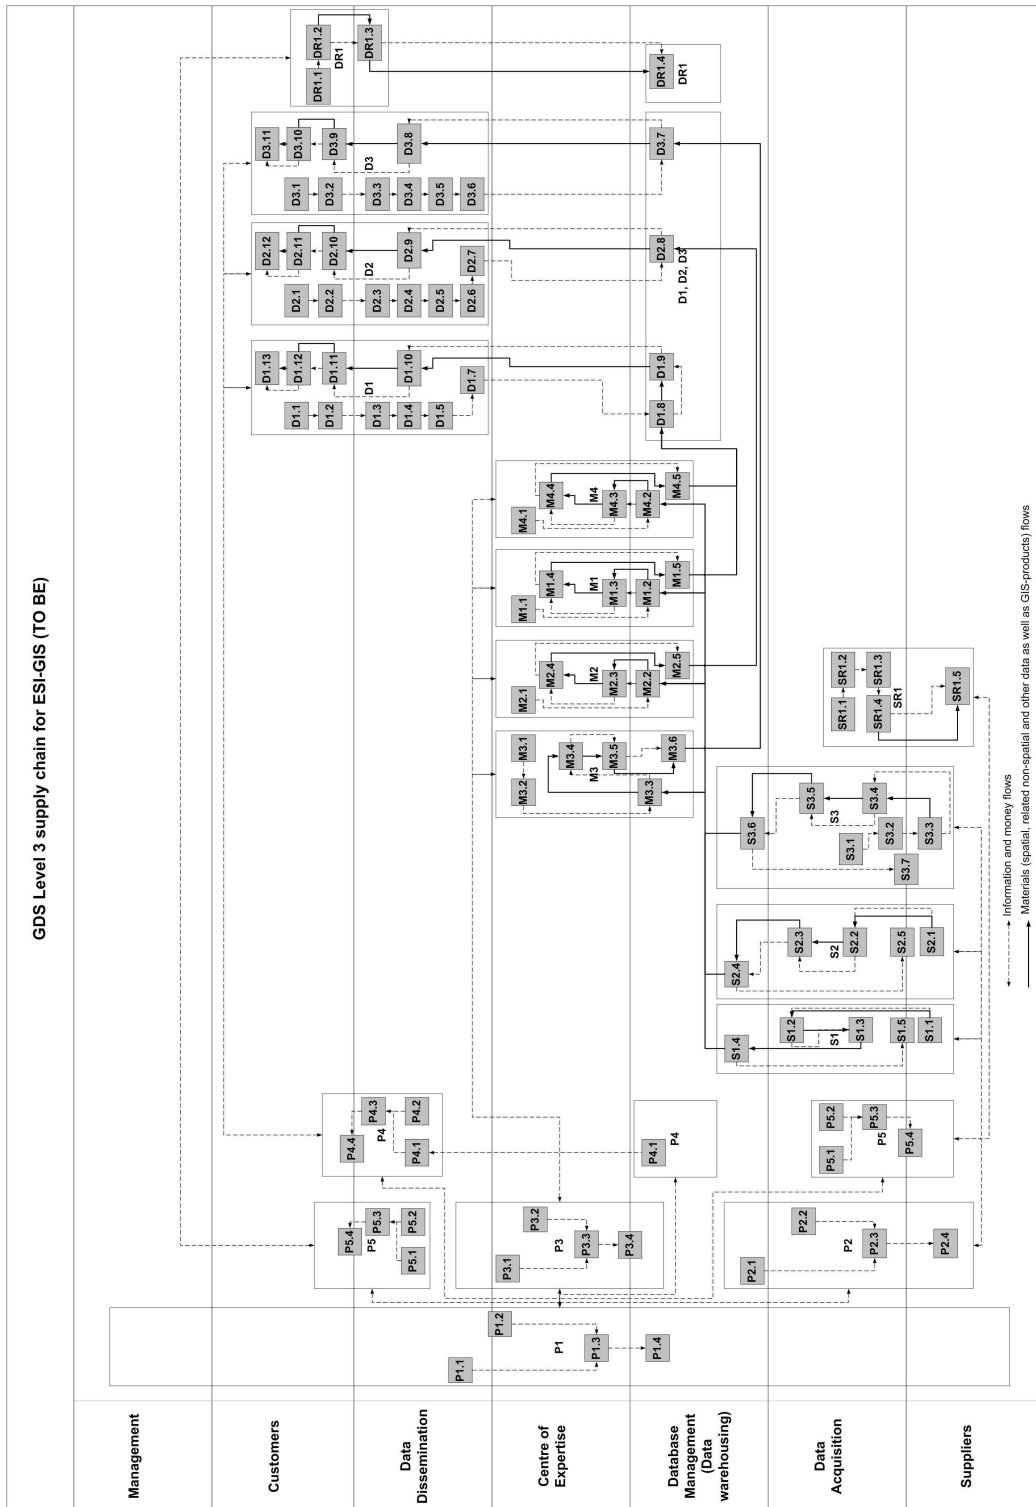 GDS Level 3 supply chain for ESI-GIS (TO BE)
Management
Customers
Data
Dissemination
Centre of
Expertise
Database
Management
(Data
warehousing)
Data
Acquisition
Suppliers
P1.1
P1.2
P1
P1.3
P1.4
P5.4
P5.3
P5
P5.1
P5.2
P3.1
P3.2
P3
P3.3
P3.4
P2.1
P2.2
P2
P2.3
P2.4
P4.4
P4.3
P4
P4.1
P4.2
P4.1
P4
P5.1
P5.2
P5
P5.3
P5.4
S1.4
S1.2
S1
S1.3
S1.5
S1.1
S2.4
S2.3
S2
S2.2
S2.5
S2.1
S3.6
S3.5
S3
S3.4
S3.1
S3.2
S3.7
S3.3
SR1.1
SR1.2
SR1.4
SR1.3
SR1
SR1.5
M3.2
M3.1
M3.4
M3
M3.5
M3.3
M3.6
M2.1
M2.4
M2
M2.3
M2.2
M2.5
M1.1
M1.4
M1
M1.3
M1.2
M1.5
M4.1
M4.4
M4
M4.3
M4.2
M4.5
D1.1
D1.2
D1.3
D1.4
D1.5
D1.7
D1
D1.13
D1.12
D1.11
D1.10
D1.8
D1.9
D2.1
D2.2
D2.3
D2.4
D2.5
D2.6
D2.7
D2
D2.12
D2.11
D2.10
D2.9
D2.8
D1, D2, D3
D3.1
D3.2
D3.3
D3.4
D3.5
D3.6
D3
D3.11
D3.10
D3.9
D3.8
D3.7
DR1.1
DR1.2
DR1
DR1.3
DR1.4
DR1
Information and money flows
Materials (spatial, related non-spatial and other data as well as GIS-products) flows